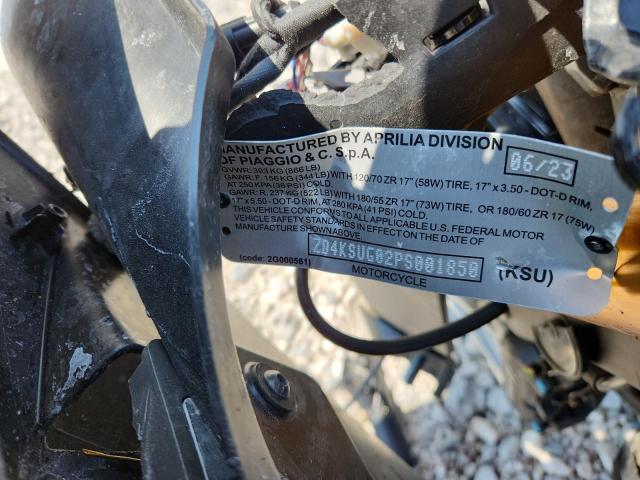 MANUFACTURED BY APRILIA DIVISION
OF PIAGGIO & C. S.p.A.
06/23
GVWR: 393 KG (866 LB)
GAWR: F. 156 KG (344 LB) WITH 120/70 ZR 17" (58W) TIRE, 17" x 3.50 - DOT-D RIM,
AT 250 KPA (36 PSI) COLD.
GAWR: R. 237 KG (522 LB) WITH 180/55 ZR 17" (73W) TIRE, OR 180/60 ZR 17 (75W)
17" x 5.50 - DOT-D RIM, AT 280 KPA (41 PSI) COLD.
THIS VEHICLE CONFORMS TO ALL APPLICABLE U.S. FEDERAL MOTOR
VEHICLE SAFETY STANDARDS IN EFFECT ON THE DATE OF
MANUFACTURE SHOWN ABOVE.
ZD4KSUG02PS001850 (KSU)
(code: 2G000561)
MOTORCYCLE